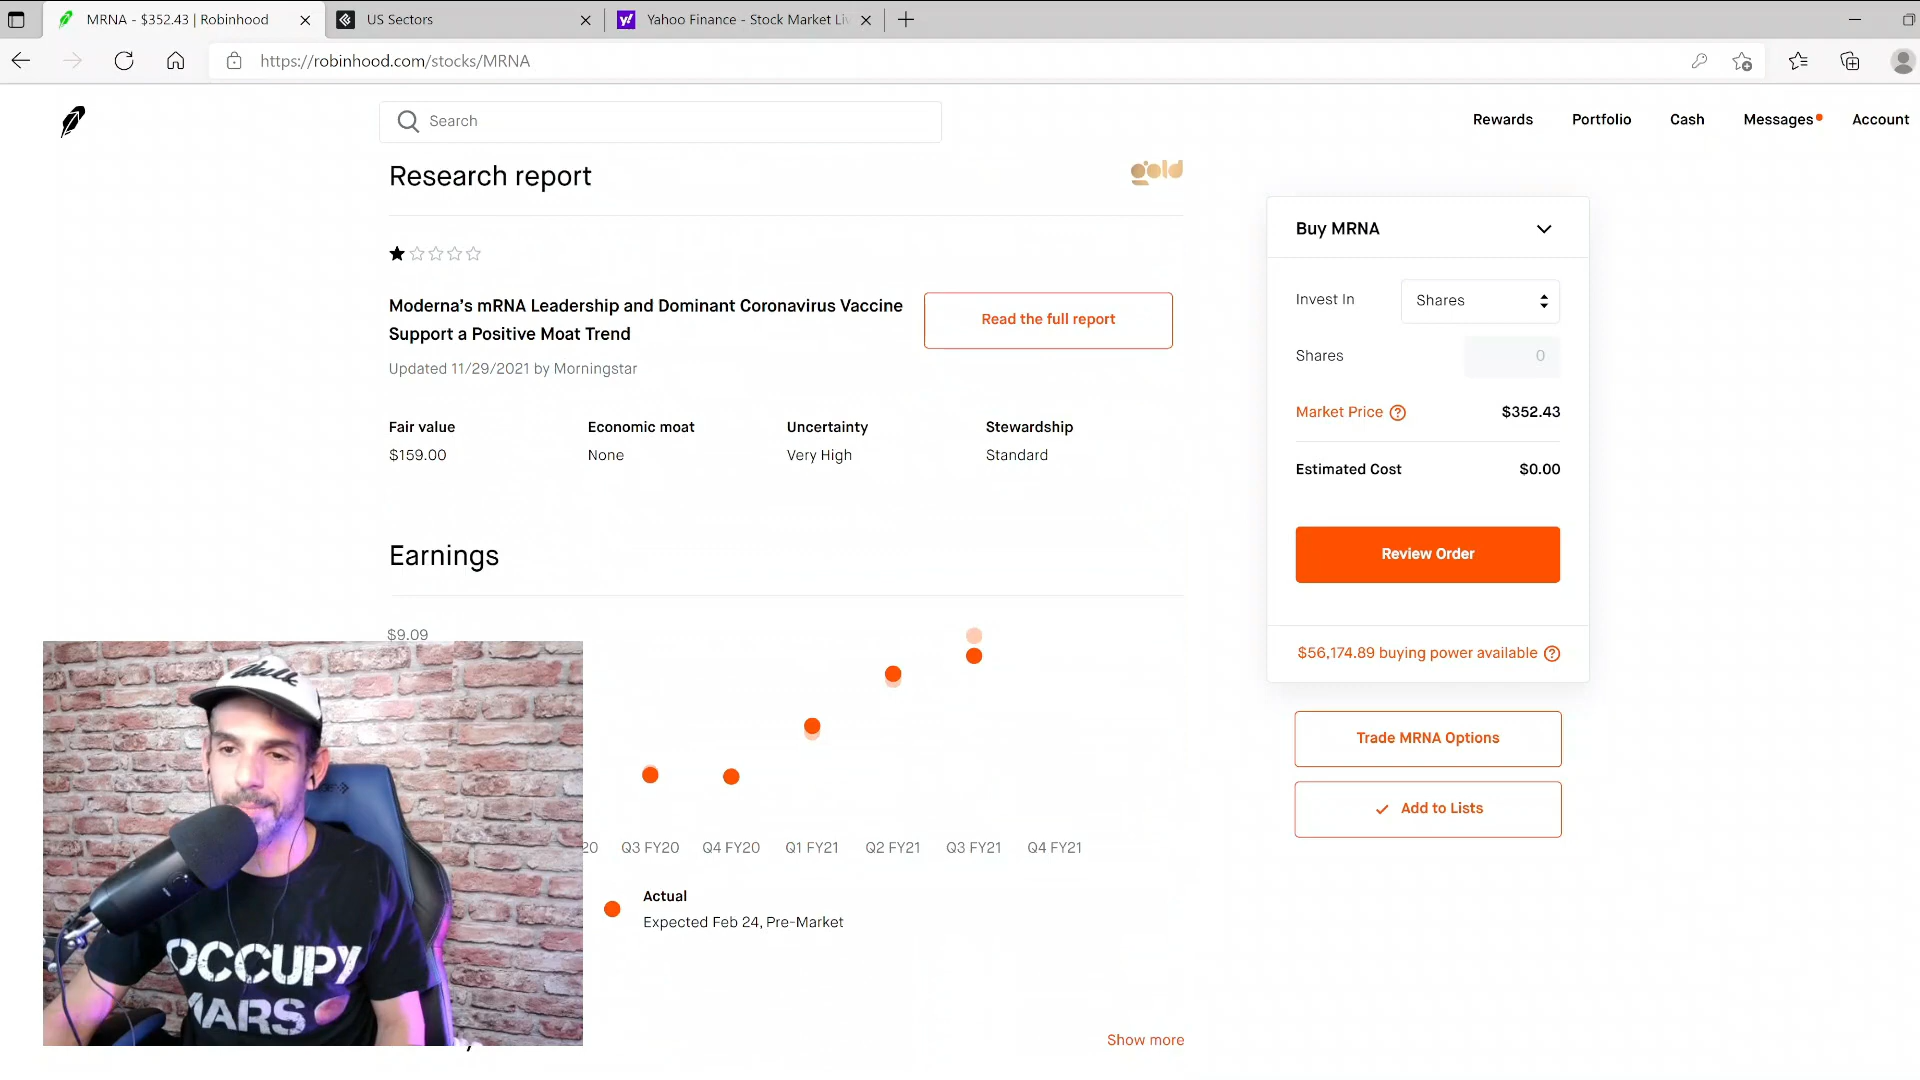 MRNA - $352.43 | Robinhood
US Sectors
Yahoo Finance - Stock Market Li
https://robinhood.com/stocks/MRNA
Search
Rewards
Portfolio
Cash
Messages
Account
Research report
gold
Moderna's mRNA Leadership and Dominant Coronavirus Vaccine
Support a Positive Moat Trend
Read the full report
Updated 11/29/2021 by Morningstar
Fair value
Economic moat
Uncertainty
Stewardship
$159.00
None
Very High
Standard
Buy MRNA
Invest In
Shares
Shares
0
Market Price
$352.43
Estimated Cost
$0.00
Review Order
$56,174.89 buying power available
Trade MRNA Options
Add to Lists
Earnings
$9.09
20
Q3 FY20
Q4 FY20
Q1 FY21
Q2 FY21
Q3 FY21
Q4 FY21
Actual
Expected Feb 24, Pre-Market
Show more
OCCUPY
MARS